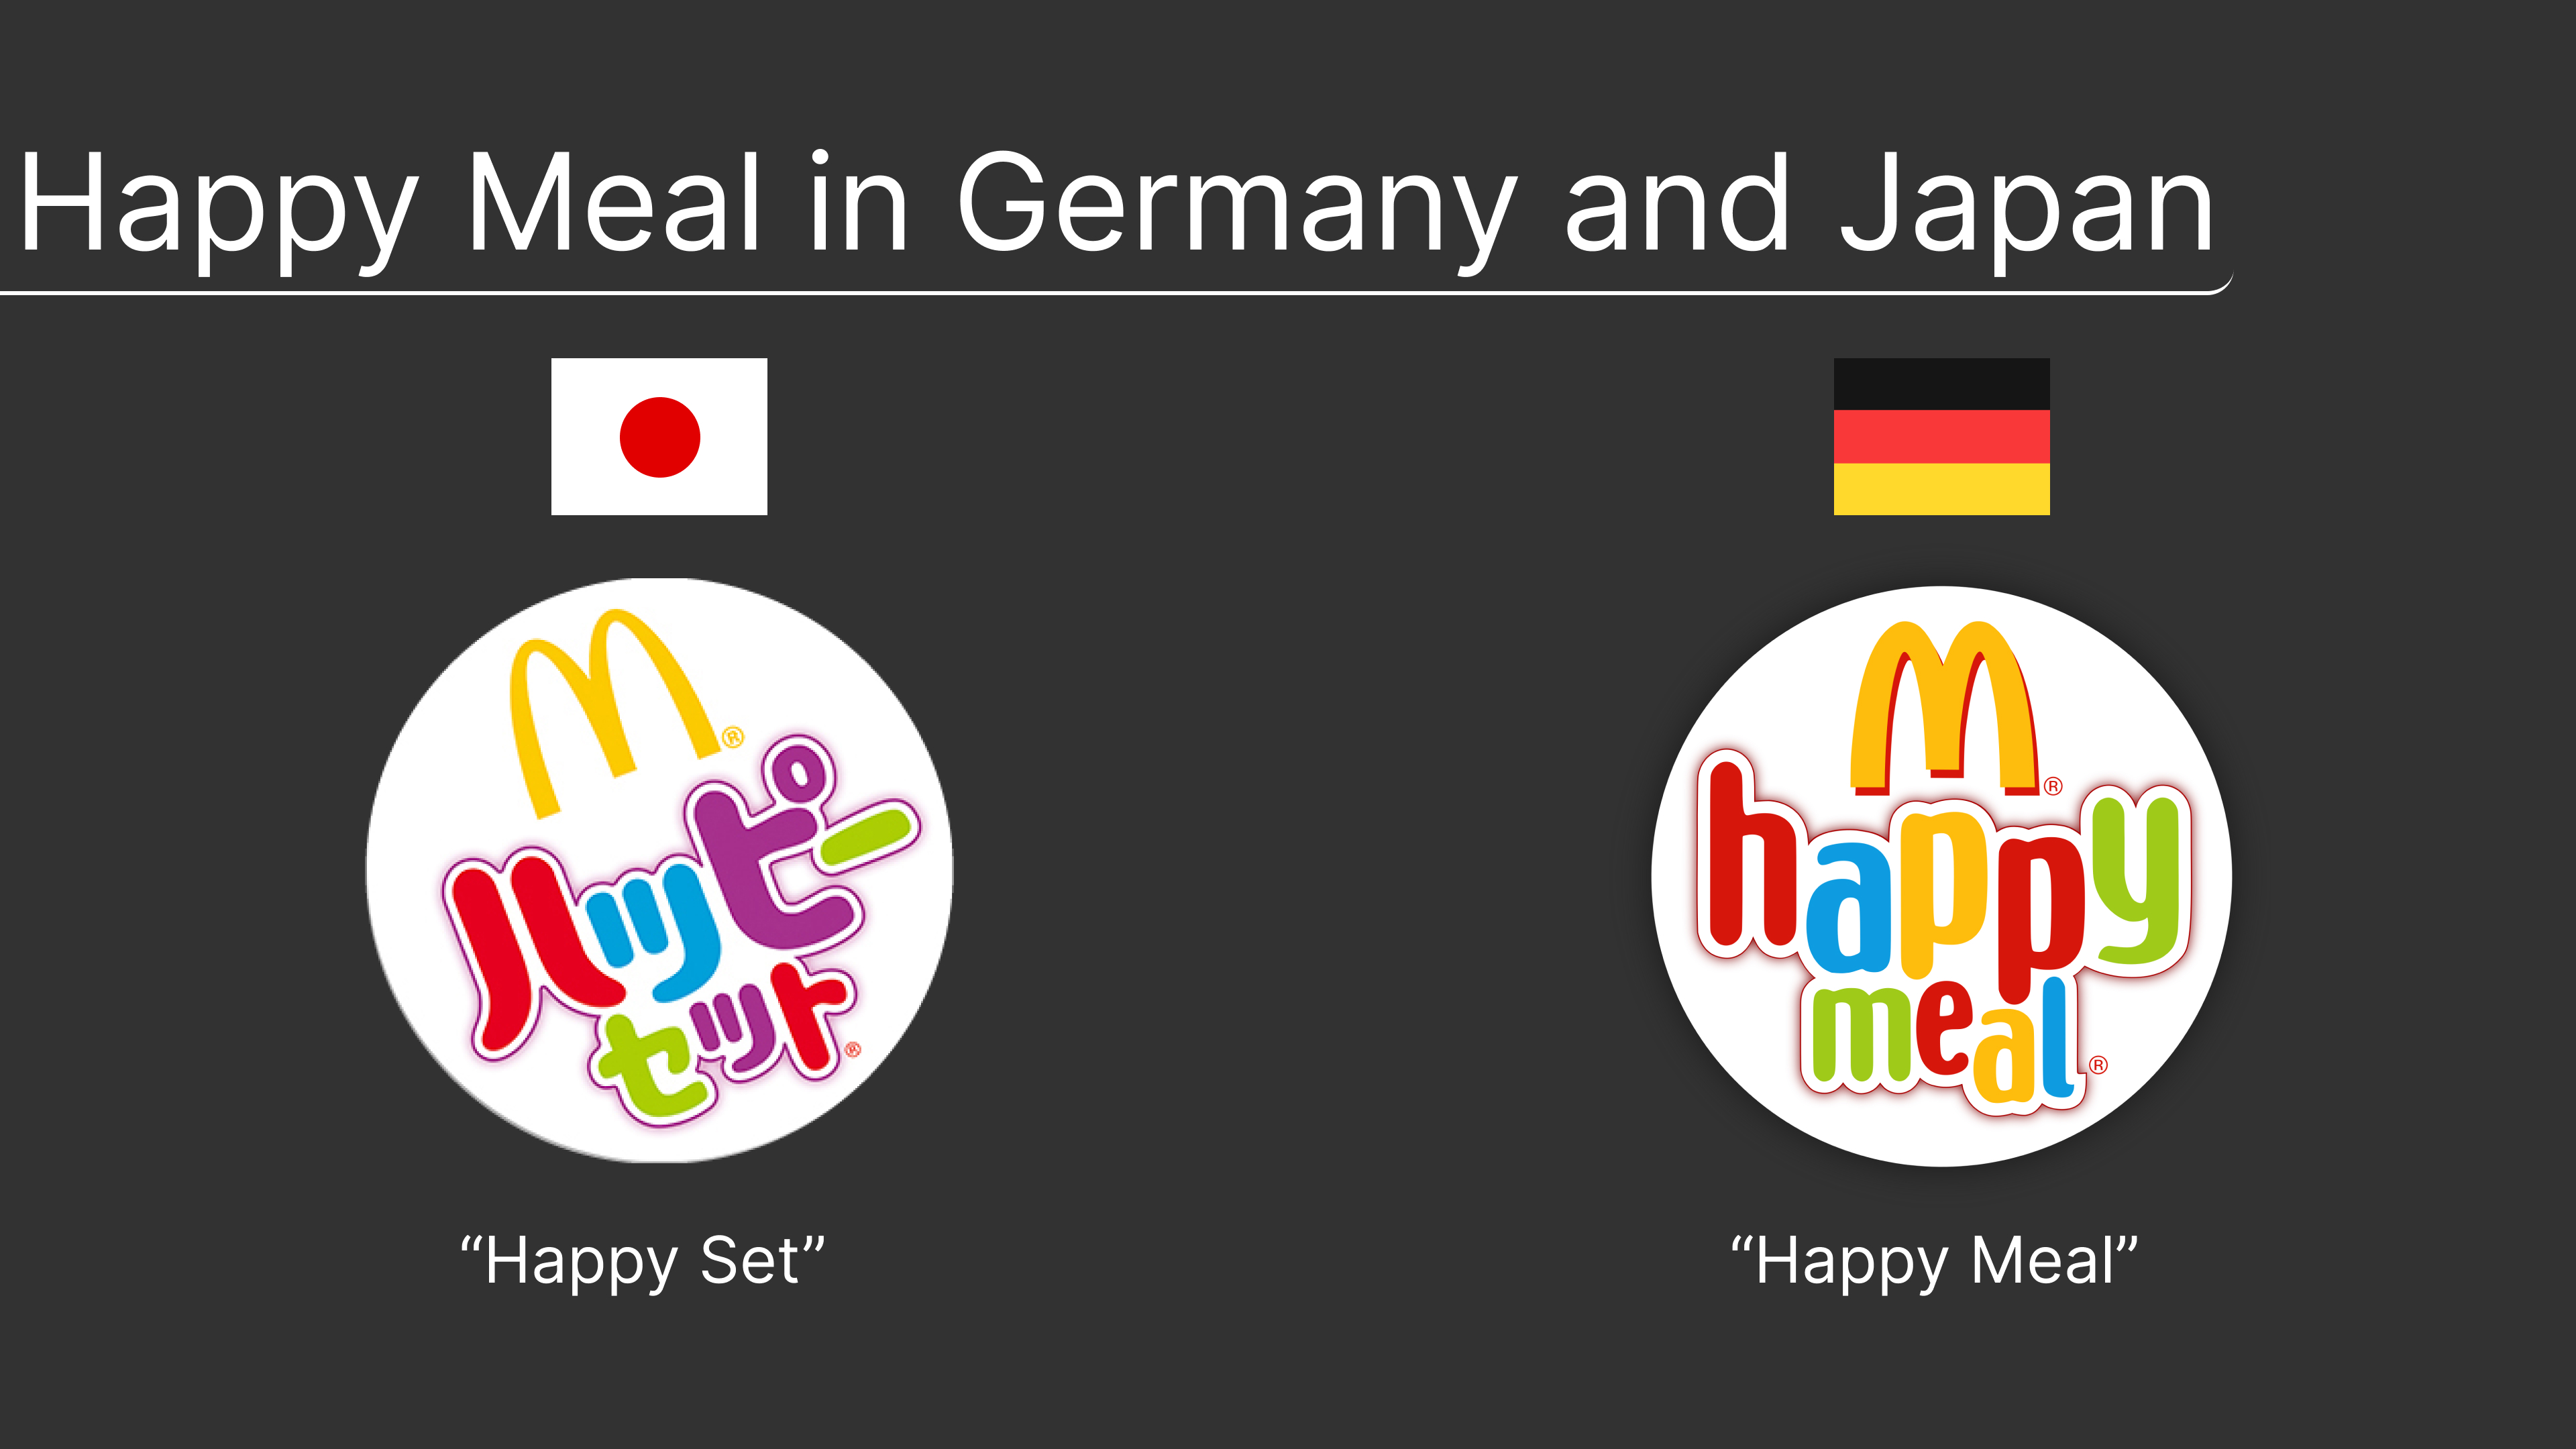 Happy Meal in Germany and Japan
M®
ハッピー
セット®
“Happy Set”
M®
happy
meal®
“Happy Meal”